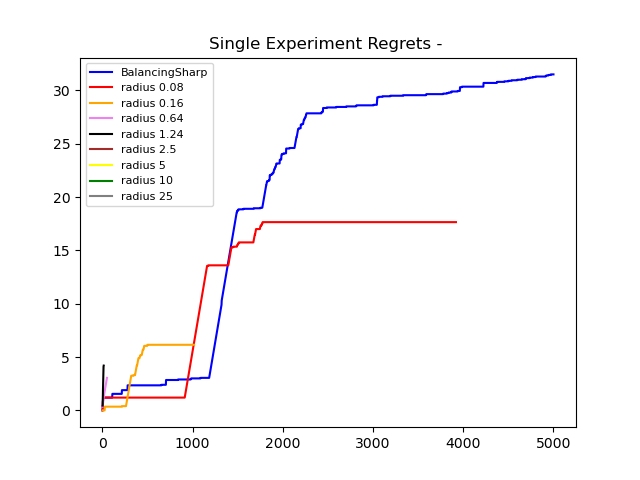 Single Experiment Regrets -
BalancingSharp
radius 0.08
radius 0.16
radius 0.64
radius 1.24
radius 2.5
radius 5
radius 10
radius 25
30
25
20
15
10
5
0
0 1000 2000 3000 4000 5000